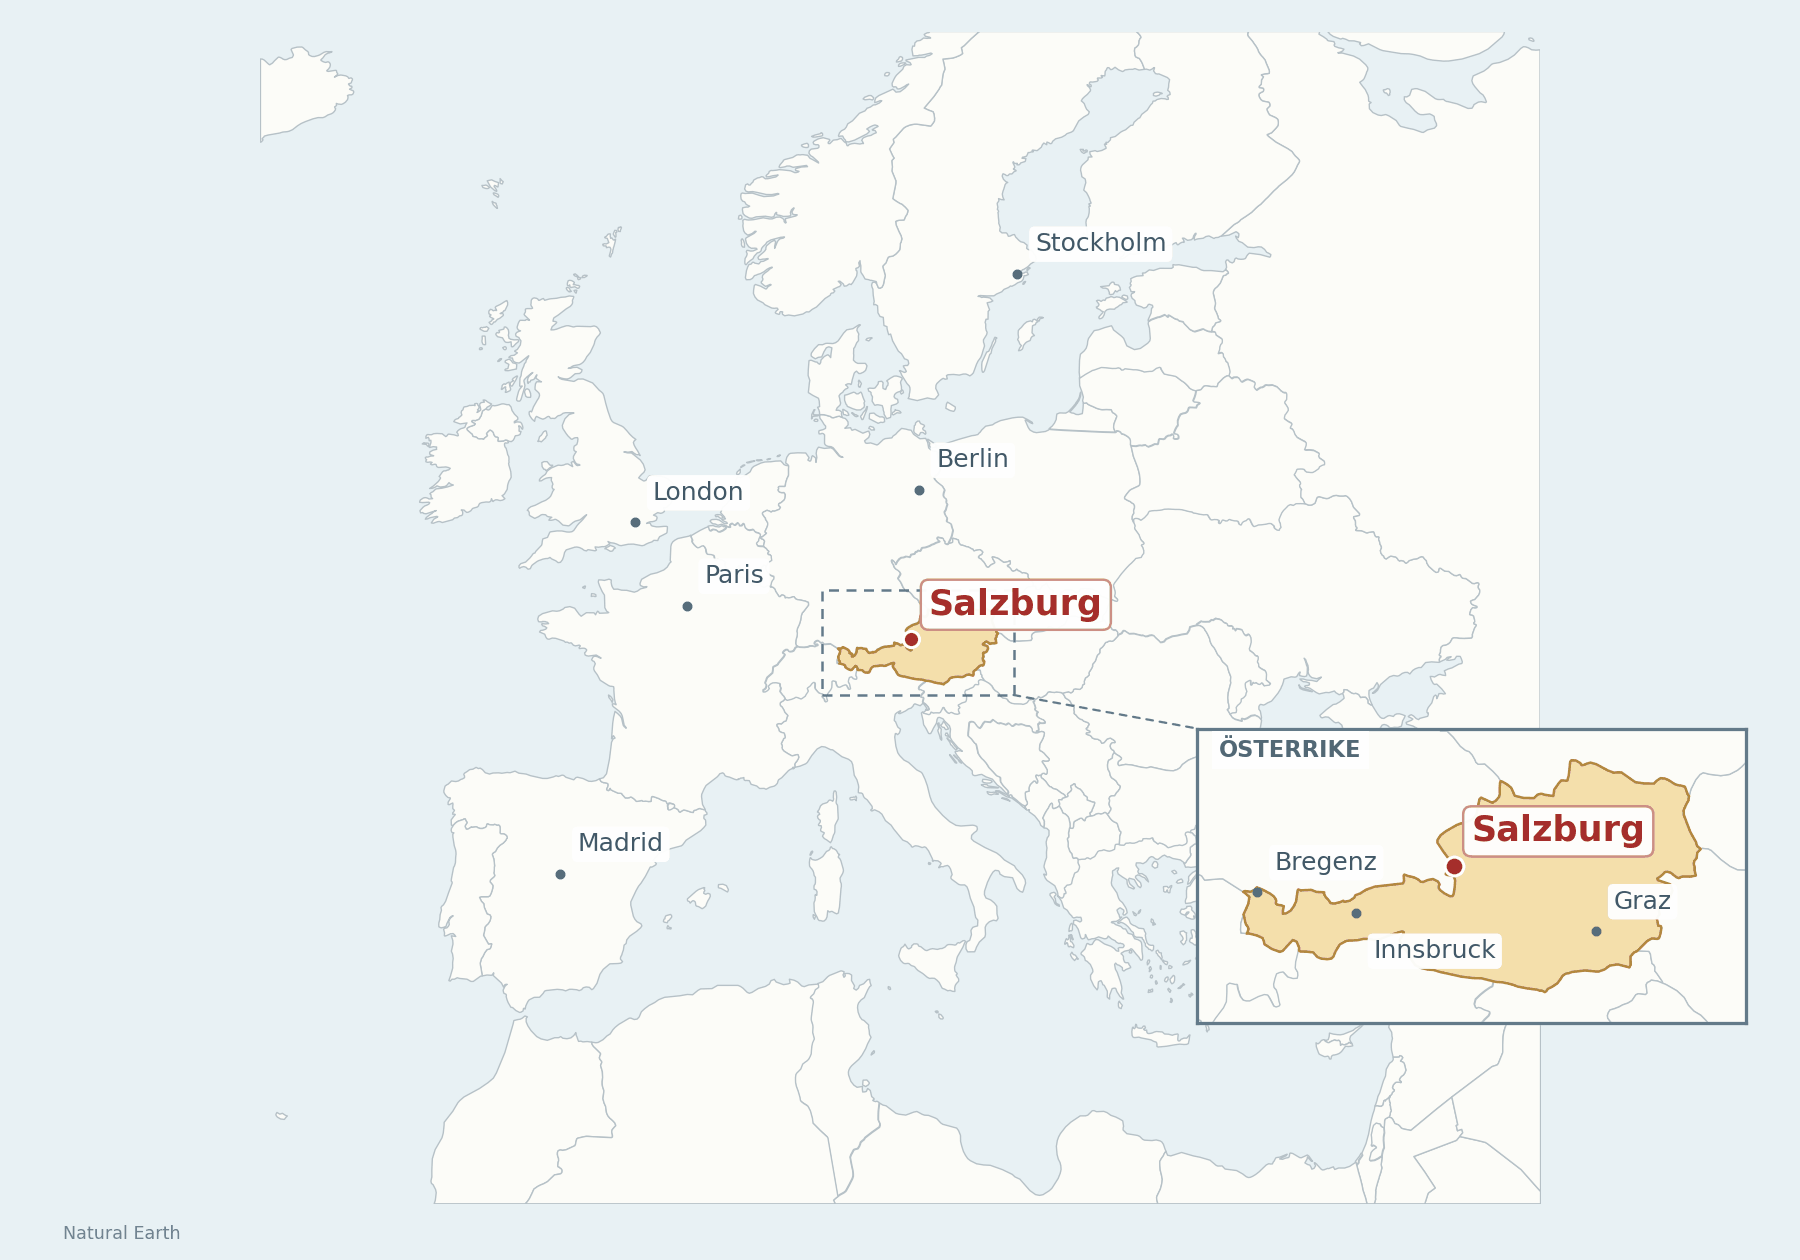 Stockholm
Berlin
London
Paris
Salzburg
Madrid
ÖSTERRIKE
Salzburg
Bregenz
Graz
Innsbruck
Natural Earth